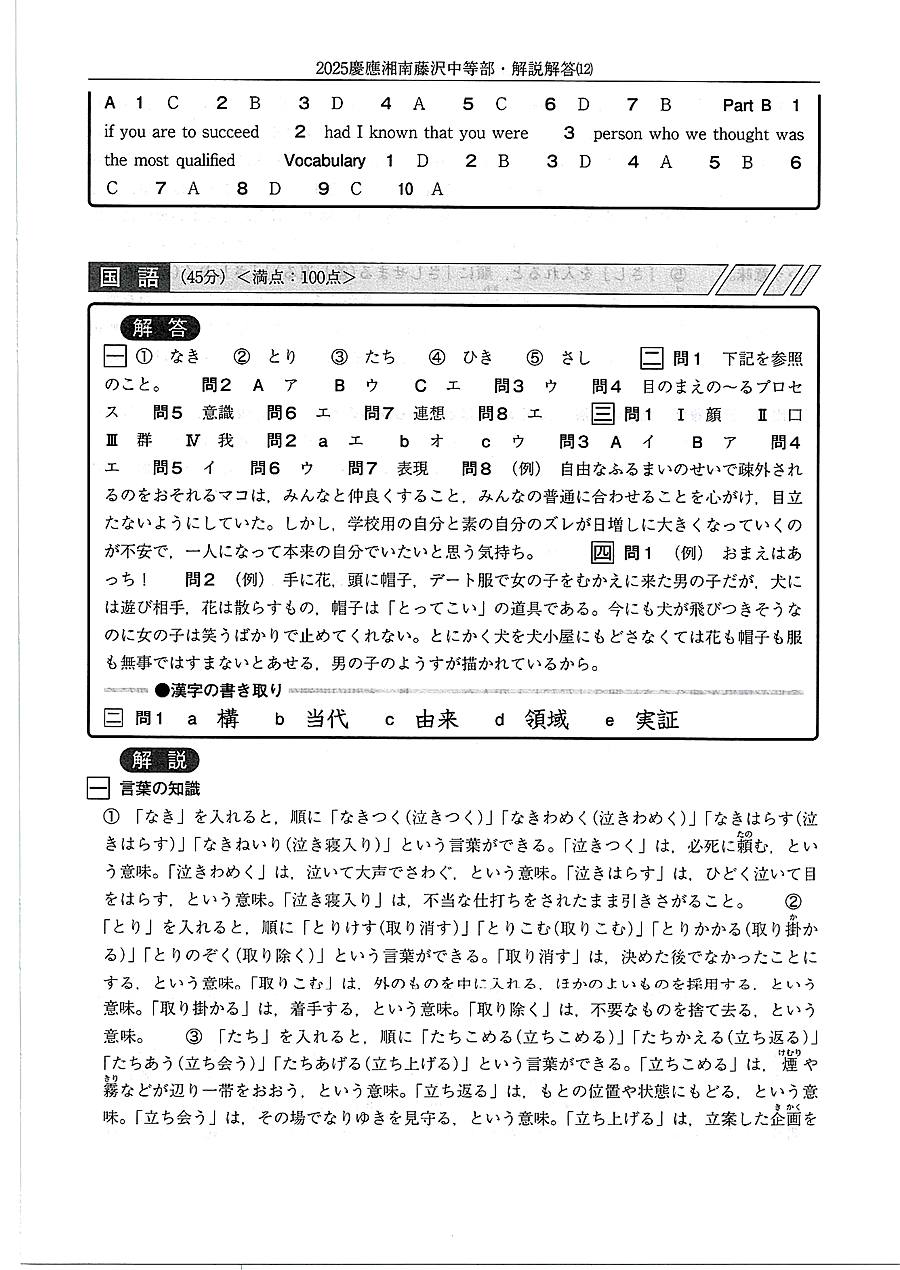 2025慶應湘南藤沢中等部・解説解答⑿
A 1 C 2 B 3 D 4 A 5 C 6 D 7 B Part B 1
if you are to succeed 2 had I known that you were 3 person who we thought was
the most qualified Vocabulary 1 D 2 B 3 D 4 A 5 B 6
C 7 A 8 D 9 C 10 A
国語 (45分) <満点:100点>
解答
一 ① なき ② とり ③ たち ④ ひき ⑤ さし 二 問1 下記を参照
のこと。 問2 A ア B ウ C エ 問3 ウ 問4 目のまえの〜るプロセ
ス 問5 意識 問6 エ 問7 連想 問8 エ 三 問1 Ⅰ 顔 Ⅱ 口
Ⅲ 群 Ⅳ 我 問2 a エ b オ c ウ 問3 A イ B ア 問4
エ 問5 イ 問6 ウ 問7 表現 問8 (例) 自由なふるまいのせいで疎外され
るのをおそれるマコは,みんなと仲良くすること,みんなの普通に合わせることを心がけ,目立
たないようにしていた。しかし,学校用の自分と素の自分のズレが日増しに大きくなっていくの
が不安で,一人になって本来の自分でいたいと思う気持ち。 四 問1 (例) おまえはあ
っち! 問2 (例) 手に花,頭に帽子,デート服で女の子をむかえに来た男の子だが,犬に
は遊び相手,花は散らすもの,帽子は「とってこい」の道具である。今にも犬が飛びつきそうな
のに女の子は笑うばかりで止めてくれない。とにかく犬を犬小屋にもどさなくては花も帽子も服
も無事ではすまないとあせる,男の子のようすが描かれているから。
●漢字の書き取り
二 問1 a 構 b 当代 c 由来 d 領域 e 実証
解説
一 言葉の知識
① 「なき」を入れると,順に「なきつく(泣きつく)」「なきわめく(泣きわめく)」「なきはらす(泣
きはらす)」「なきねいり(泣き寝入り)」という言葉ができる。「泣きつく」は,必死に頼(たの)む,とい
う意味。「泣きわめく」は,泣いて大声でさわぐ,という意味。「泣きはらす」は,ひどく泣いて目
をはらす,という意味。「泣き寝入り」は,不当な仕打ちをされたまま引きさがること。 ②
「とり」を入れると,順に「とりけす(取り消す)」「とりこむ(取りこむ)」「とりかかる(取り掛(か)か
る)」「とりのぞく(取り除く)」という言葉ができる。「取り消す」は,決めた後でなかったことに
する,という意味。「取りこむ」は,外のものを中に入れる,ほかのよいものを採用する,という
意味。「取り掛かる」は,着手する,という意味。「取り除く」は,不要なものを捨て去る,という
意味。 ③ 「たち」を入れると,順に「たちこめる(立ちこめる)」「たちかえる(立ち返る)」
「たちあう(立ち会う)」「たちあげる(立ち上げる)」という言葉ができる。「立ちこめる」は,煙(けむり)や
霧(きり)などが辺り一帯をおおう,という意味。「立ち返る」は,もとの位置や状態にもどる,という意
味。「立ち会う」は,その場でなりゆきを見守る,という意味。「立ち上げる」は,立案した企画(きかく)を